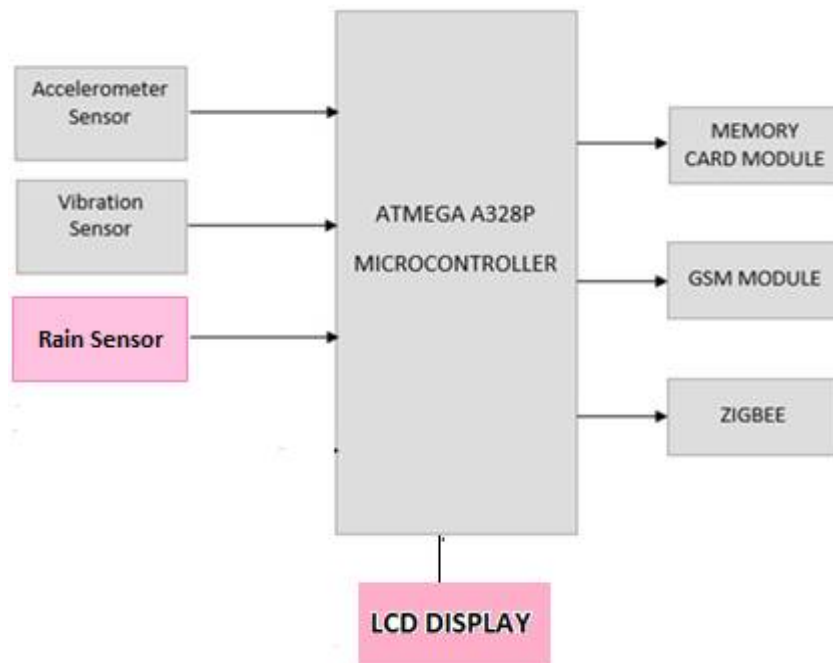 Accelerometer
Sensor
Vibration
Sensor
Rain Sensor
ATMEGA A328P
MICROCONTROLLER
MEMORY
CARD MODULE
GSM MODULE
ZIGBEE
LCD DISPLAY